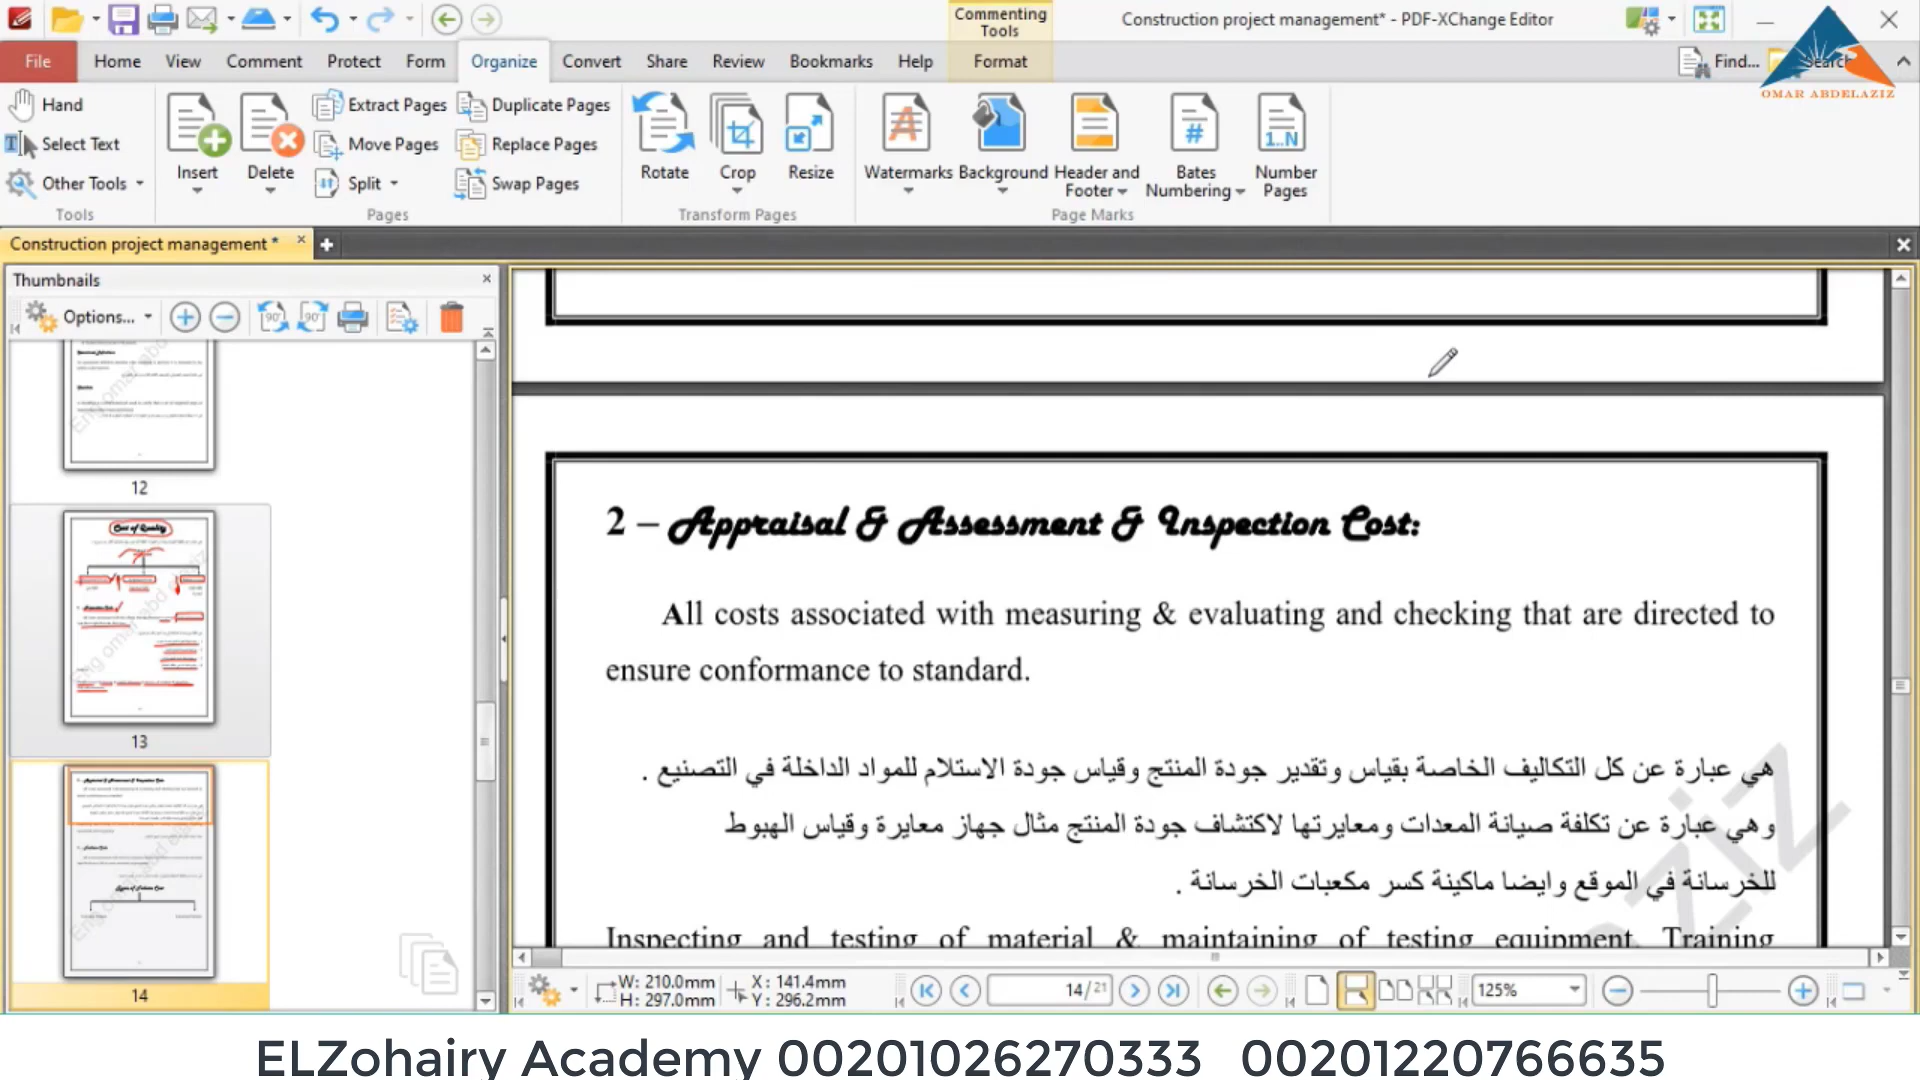 Commenting Tools
Construction project management* - PDF-XChange Editor
File Home View Comment Protect Form Organize Convert Share Review Bookmarks Help Format Find...
OMAR ABDELAZIZ
Hand Extract Pages Duplicate Pages
Select Text Move Pages Replace Pages
Other Tools Split Swap Pages
Insert Delete Rotate Crop Resize Watermarks Background Header and Footer Bates Numbering Number Pages
Tools Pages Transform Pages Page Marks
Construction project management *
Thumbnails
Options...
12
Cost of Quality
13
14
2 – Appraisal & Assessment & Inspection Cost:
All costs associated with measuring & evaluating and checking that are directed to
ensure conformance to standard.
هي عبارة عن كل التكاليف الخاصة بقياس وتقدير جودة المنتج وقياس جودة الاستلام للمواد الداخلة في التصنيع .
وهي عبارة عن تكلفة صيانة المعدات ومعايرتها لاكتشاف جودة المنتج مثال جهاز معايرة وقياس الهبوط
للخرسانة في الموقع وايضا ماكينة كسر مكعبات الخرسانة .
Inspecting and testing of material & maintaining of testing equipment. Training
W: 210.0mm X: 141.4mm
H: 297.0mm Y: 296.2mm
14/21
125%
ELZohairy Academy 00201026270333 00201220766635